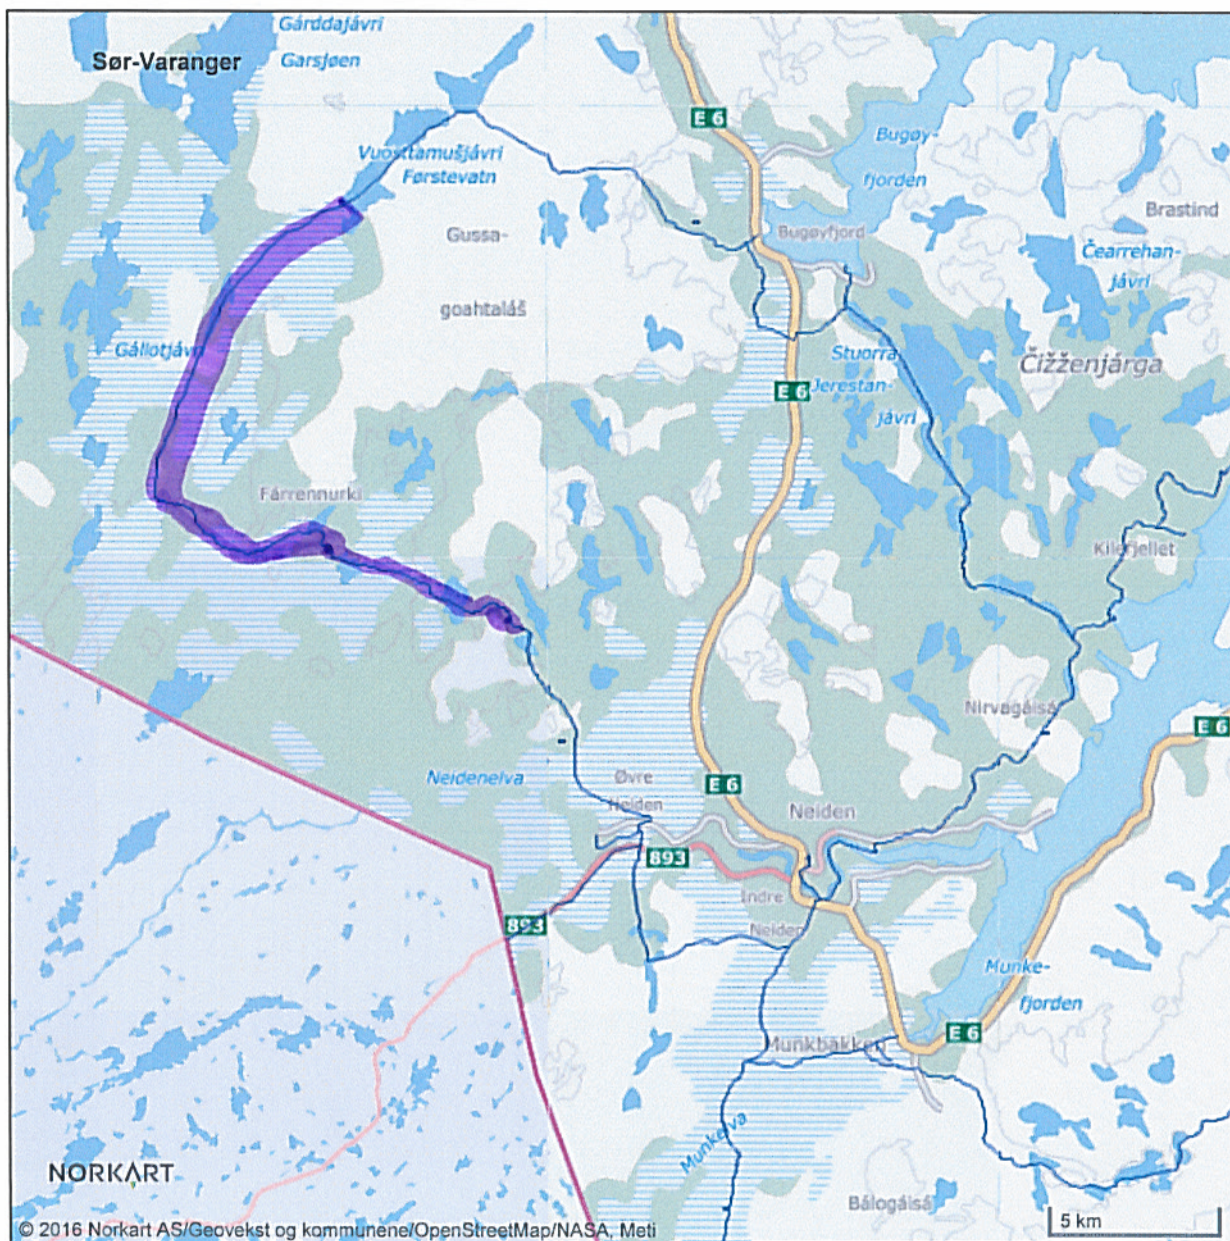 Gárddajávri
Sør-Varanger
Garsjøen
E 6
Bugøy-
Vuosttamušjávri
Førstevatn
fjorden
Brastind
Gussa-
Bugøyfjord
Čearrehan-
jávri
goahtaláš
Gállotjávri
Stuorra
Čižženjárga
E 6
Jerestan-
jávri
Fárrennurki
Kilerfjellet
Nirvagáisá
E 6
Neidenelva
Øvre
E 6
Neiden
Neiden
893
Indre
893
Neiden
Munke-
fjorden
E 6
Munkbakken
Munkelva
NORKART
Bálogáisá
5 km
© 2016 Norkart AS/Geovekst og kommunene/OpenStreetMap/NASA, Meti